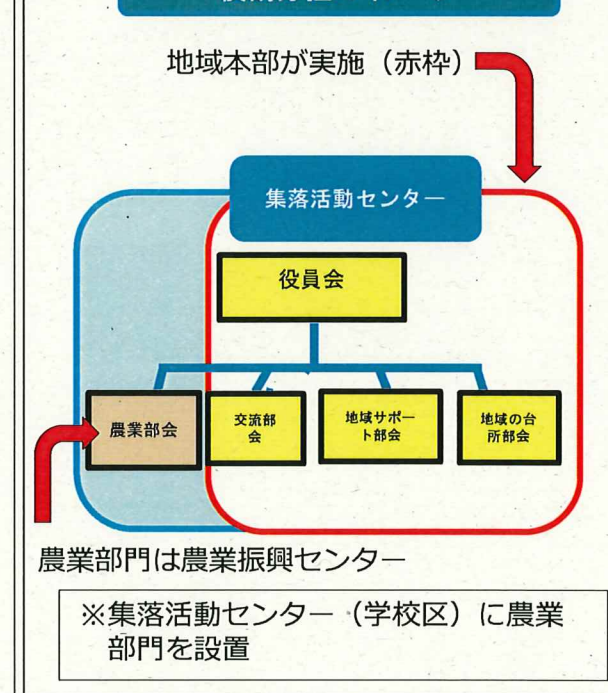 地域本部が実施（赤枠）
集落活動センター
役員会
農業部会
交流部
会
地域サポー
ト部会
地域の台
所部会
農業部門は農業振興センター
※集落活動センター（学校区）に農業
部門を設置